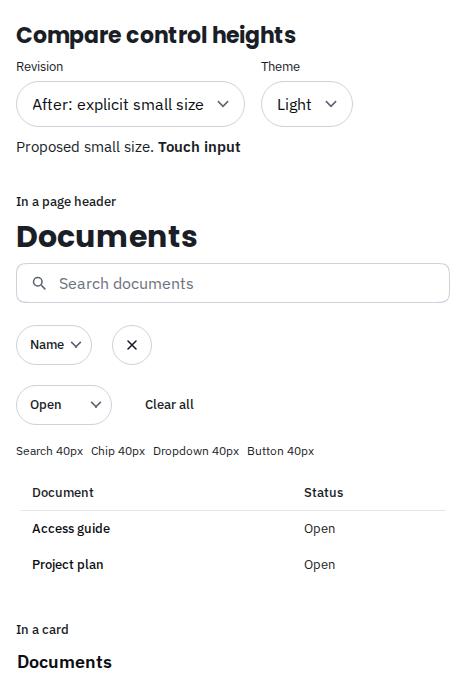 Compare control heights
Revision Theme
After: explicit small size Light
Proposed small size. Touch input
In a page header
Documents
Search documents
Name
Open Clear all
Search 40px Chip 40px Dropdown 40px Button 40px
Document Status
Access guide Open
Project plan Open
In a card
Documents